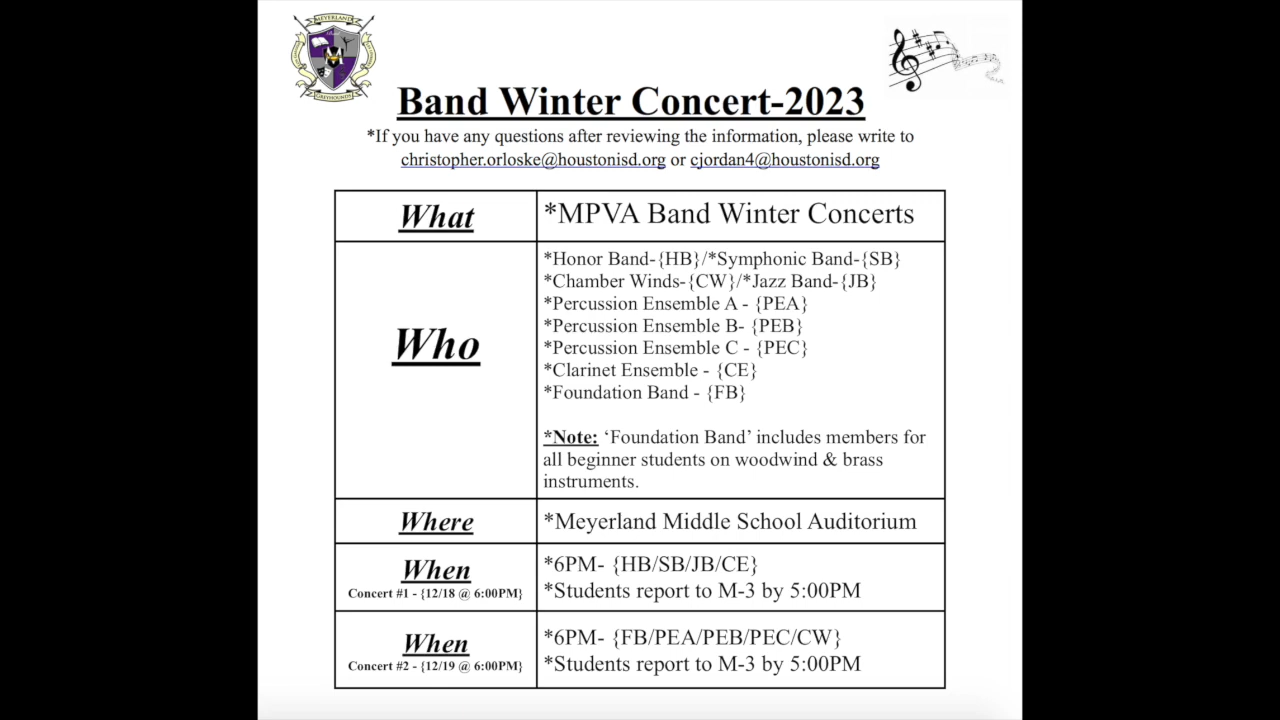 MEYERLAND
GREYHOUNDS
Band Winter Concert-2023
*If you have any questions after reviewing the information, please write to
christopher.orloske@houstonisd.org or cjordan4@houstonisd.org
What
*MPVA Band Winter Concerts
Who
*Honor Band-{HB}/*Symphonic Band-{SB}
*Chamber Winds-{CW}/*Jazz Band-{JB}
*Percussion Ensemble A - {PEA}
*Percussion Ensemble B- {PEB}
*Percussion Ensemble C - {PEC}
*Clarinet Ensemble - {CE}
*Foundation Band - {FB}
*Note: ‘Foundation Band’ includes members for
all beginner students on woodwind & brass
instruments.
Where
*Meyerland Middle School Auditorium
When
Concert #1 - {12/18 @ 6:00PM}
*6PM- {HB/SB/JB/CE}
*Students report to M-3 by 5:00PM
When
Concert #2 - {12/19 @ 6:00PM}
*6PM- {FB/PEA/PEB/PEC/CW}
*Students report to M-3 by 5:00PM